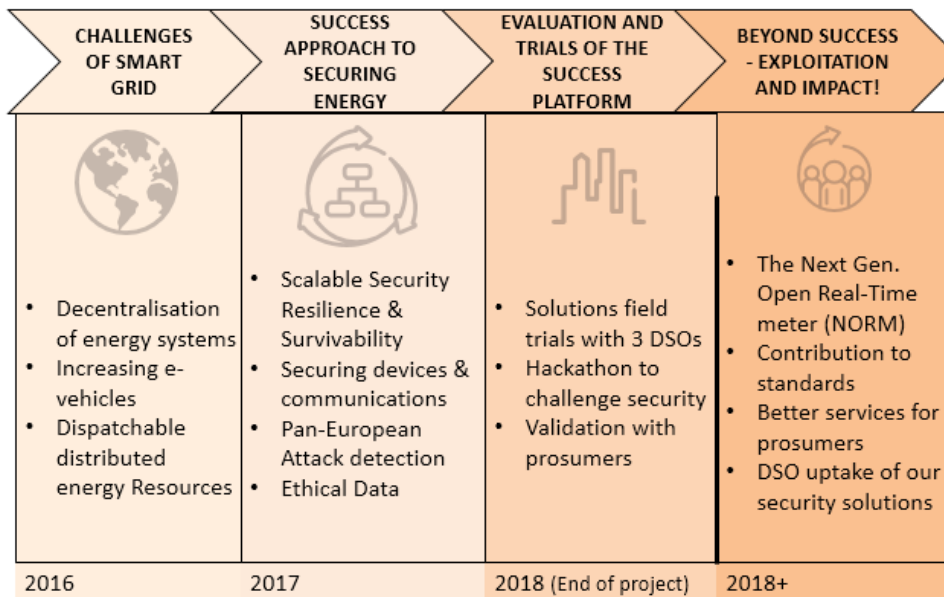 CHALLENGES
OF SMART
GRID
SUCCESS
APPROACH TO
SECURING
ENERGY
EVALUATION AND
TRIALS OF THE
SUCCESS
PLATFORM
BEYOND SUCCESS
- EXPLOITATION
AND IMPACT!
• Decentralisation
of energy systems
• Increasing e-
vehicles
• Dispatchable
distributed
energy Resources
• Scalable Security
Resilience &
Survivability
• Securing devices &
communications
• Pan-European
Attack detection
• Ethical Data
• Solutions field
trials with 3 DSOs
• Hackathon to
challenge security
• Validation with
prosumers
• The Next Gen.
Open Real-Time
meter (NORM)
• Contribution to
standards
• Better services for
prosumers
• DSO uptake of our
security solutions
2016
2017
2018 (End of project)
2018+